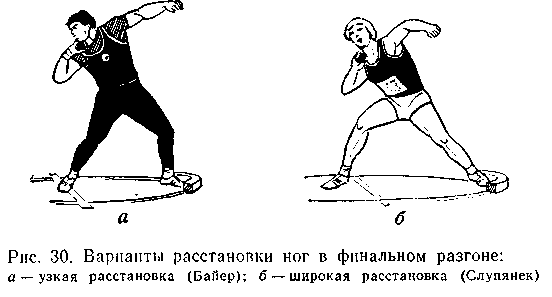 а
б
Рис. 30. Варианты расстановки ног в финальном разгоне:
а — узкая расстановка (Байер); б — широкая расстановка (Слупянек)